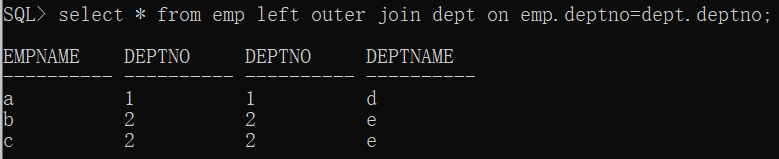 SQL> select * from emp left outer join dept on emp.deptno=dept.deptno;
EMPNAME DEPTNO DEPTNO DEPTNAME
---------- ---------- ---------- ----------
a 1 1 d
b 2 2 e
c 2 2 e